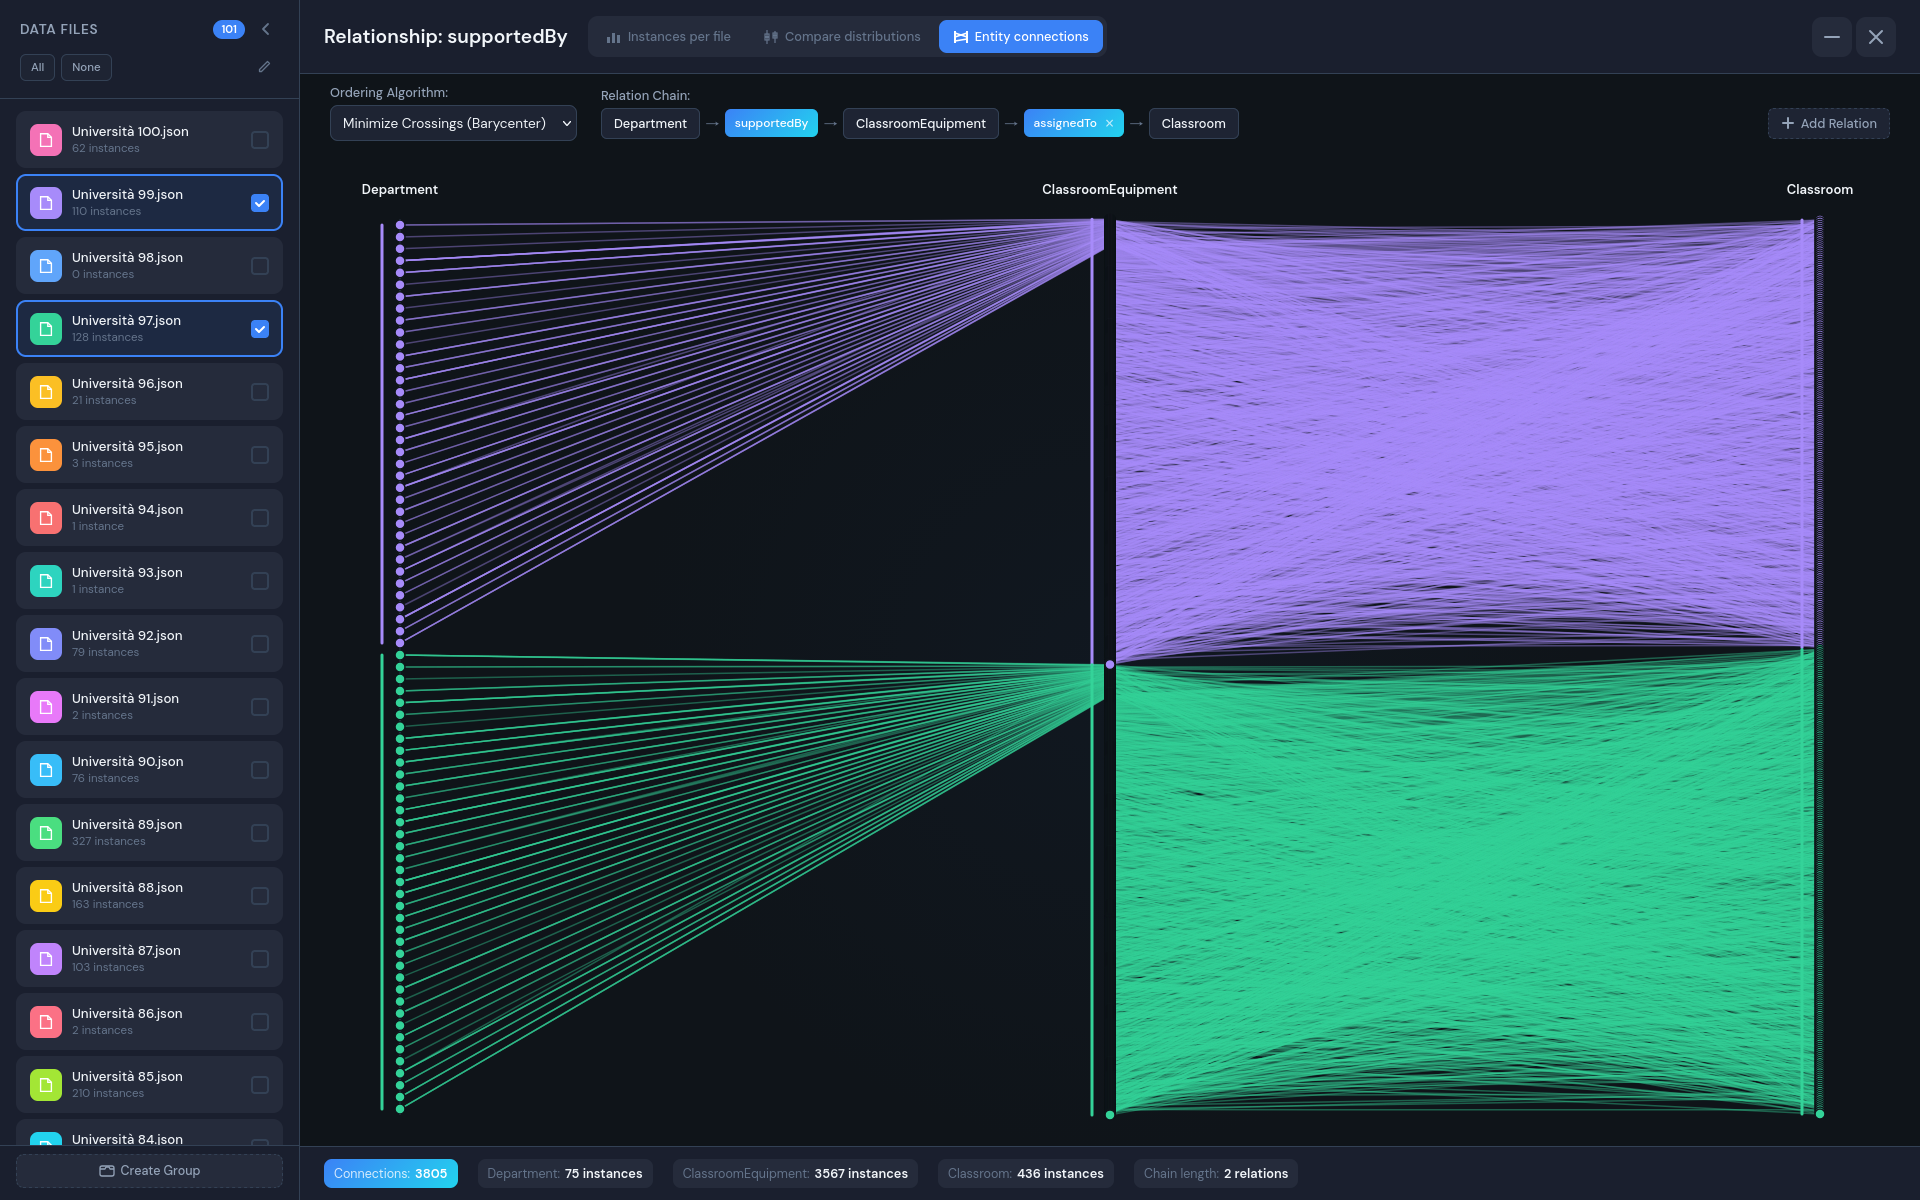 DATA FILES
101
All
None
Università 100.json
62 instances
Università 99.json
110 instances
Università 98.json
0 instances
Università 97.json
128 instances
Università 96.json
21 instances
Università 95.json
3 instances
Università 94.json
1 instance
Università 93.json
1 instance
Università 92.json
79 instances
Università 91.json
2 instances
Università 90.json
76 instances
Università 89.json
327 instances
Università 88.json
163 instances
Università 87.json
103 instances
Università 86.json
2 instances
Università 85.json
210 instances
Università 84.json
Create Group
Relationship: supportedBy
Instances per file
Compare distributions
Entity connections
Ordering Algorithm:
Minimize Crossings (Barycenter)
Relation Chain:
Department → supportedBy → ClassroomEquipment → assignedTo × → Classroom
+ Add Relation
Department
ClassroomEquipment
Classroom
Connections: 3805
Department: 75 instances
ClassroomEquipment: 3567 instances
Classroom: 436 instances
Chain length: 2 relations